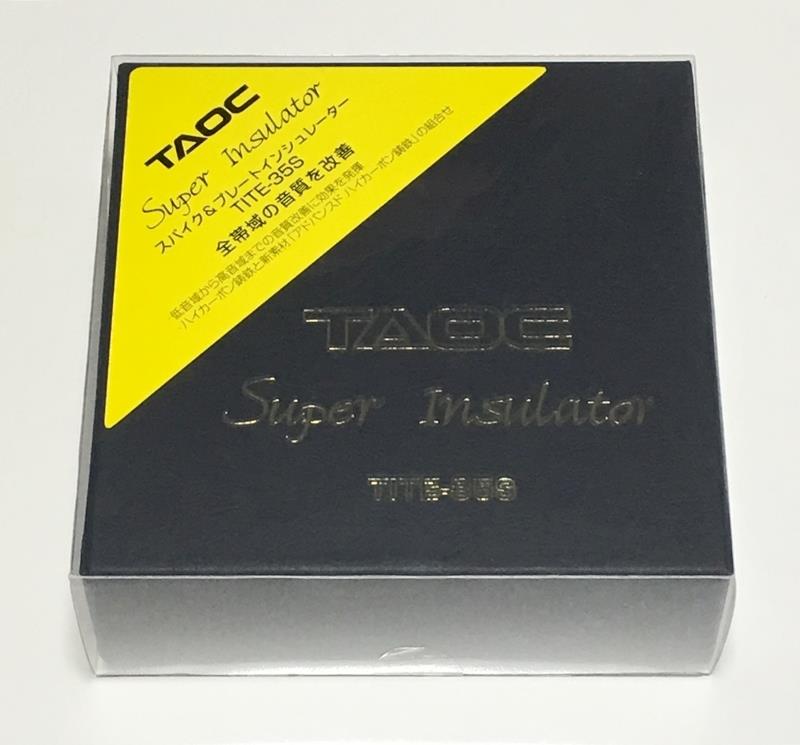 TAOC
Super Insulator
スパイク&プレートインシュレーター
TITE-35S
全帯域の音質を改善
低音域から高音域までの音質改善に効果を発揮
ハイカーボン鋳鉄と新素材「アドバンスド ハイカーボン鋳鉄」の組合せ
TAOC
Super Insulator
TITE-35S